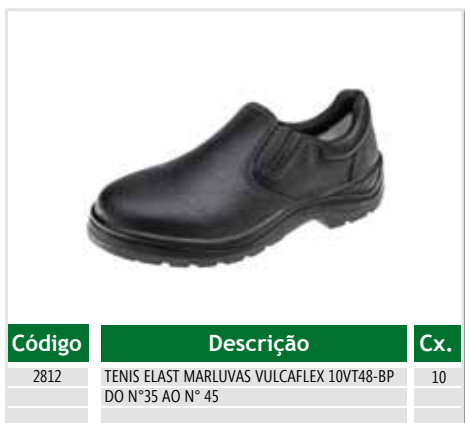 Código Descrição Cx.
2812 TENIS ELAST MARLUVAS VULCAFLEX 10VT48-BP 10
DO N°35 AO N° 45